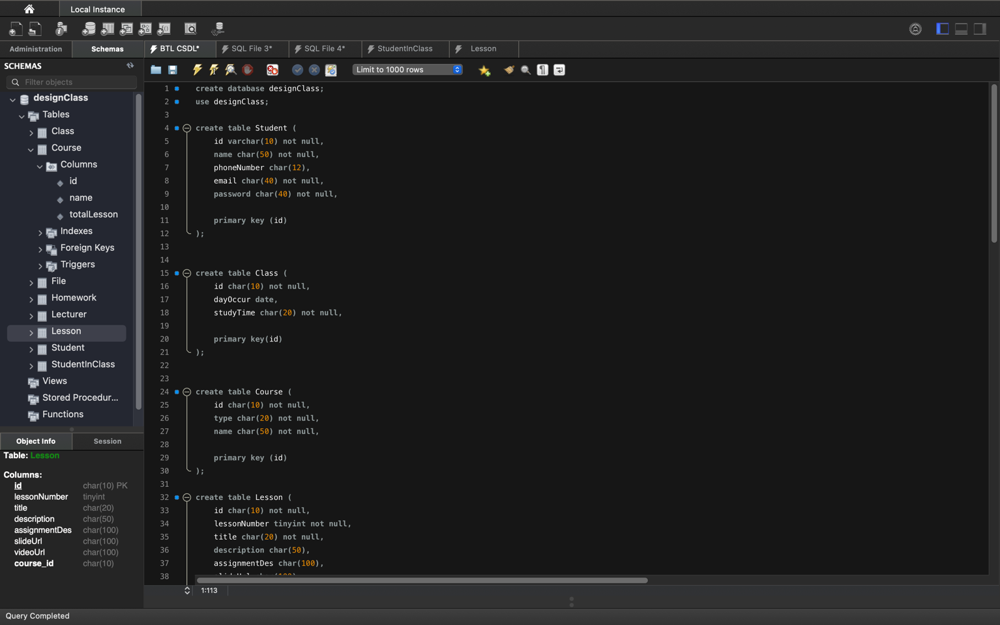 Local Instance
Administration
Schemas
BTL CSDL*
SQL File 3*
SQL File 4*
StudentInClass
Lesson
SCHEMAS
Filter objects
Limit to 1000 rows
designClass
Tables
Class
Course
Columns
id
name
totalLesson
Indexes
Foreign Keys
Triggers
File
Homework
Lecturer
Lesson
Student
StudentInClass
Views
Stored Procedur...
Functions
Object Info
Session
Table: Lesson
Columns:
id char(10) PK
lessonNumber tinyint
title char(20)
description char(50)
assignmentDes char(100)
slideUrl char(100)
videoUrl char(100)
course_id char(10)
1 create database designClass;
2 use designClass;
3
4 create table Student (
5 id varchar(10) not null,
6 name char(50) not null,
7 phoneNumber char(12),
8 email char(40) not null,
9 password char(40) not null,
10
11 primary key (id)
12 );
13
14
15 create table Class (
16 id char(10) not null,
17 dayOccur date,
18 studyTime char(20) not null,
19
20 primary key(id)
21 );
22
23
24 create table Course (
25 id char(10) not null,
26 type char(20) not null,
27 name char(50) not null,
28
29 primary key (id)
30 );
31
32 create table Lesson (
33 id char(10) not null,
34 lessonNumber tinyint not null,
35 title char(20) not null,
36 description char(50),
37 assignmentDes char(100),
38
1:113
Query Completed